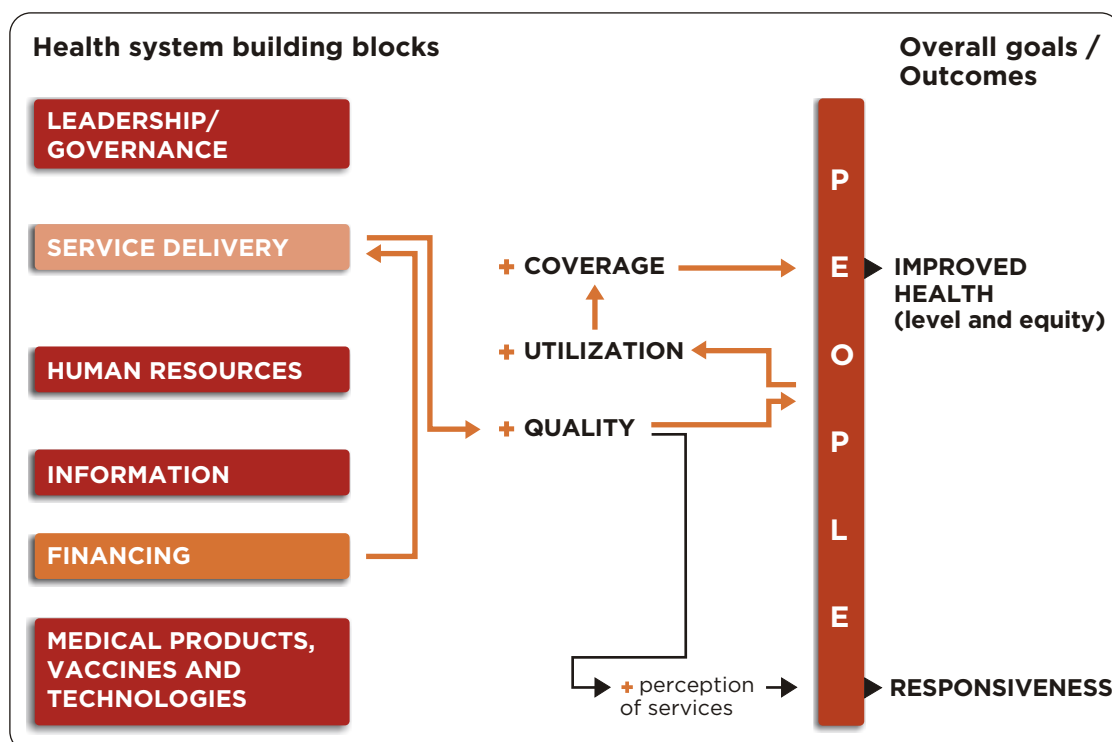 Health system building blocks
Overall goals /
Outcomes
LEADERSHIP/
GOVERNANCE
SERVICE DELIVERY
HUMAN RESOURCES
INFORMATION
FINANCING
MEDICAL PRODUCTS,
VACCINES AND
TECHNOLOGIES
+ COVERAGE
+ UTILIZATION
+ QUALITY
+ perception
of services
P
E
O
P
L
E
IMPROVED
HEALTH
(level and equity)
RESPONSIVENESS